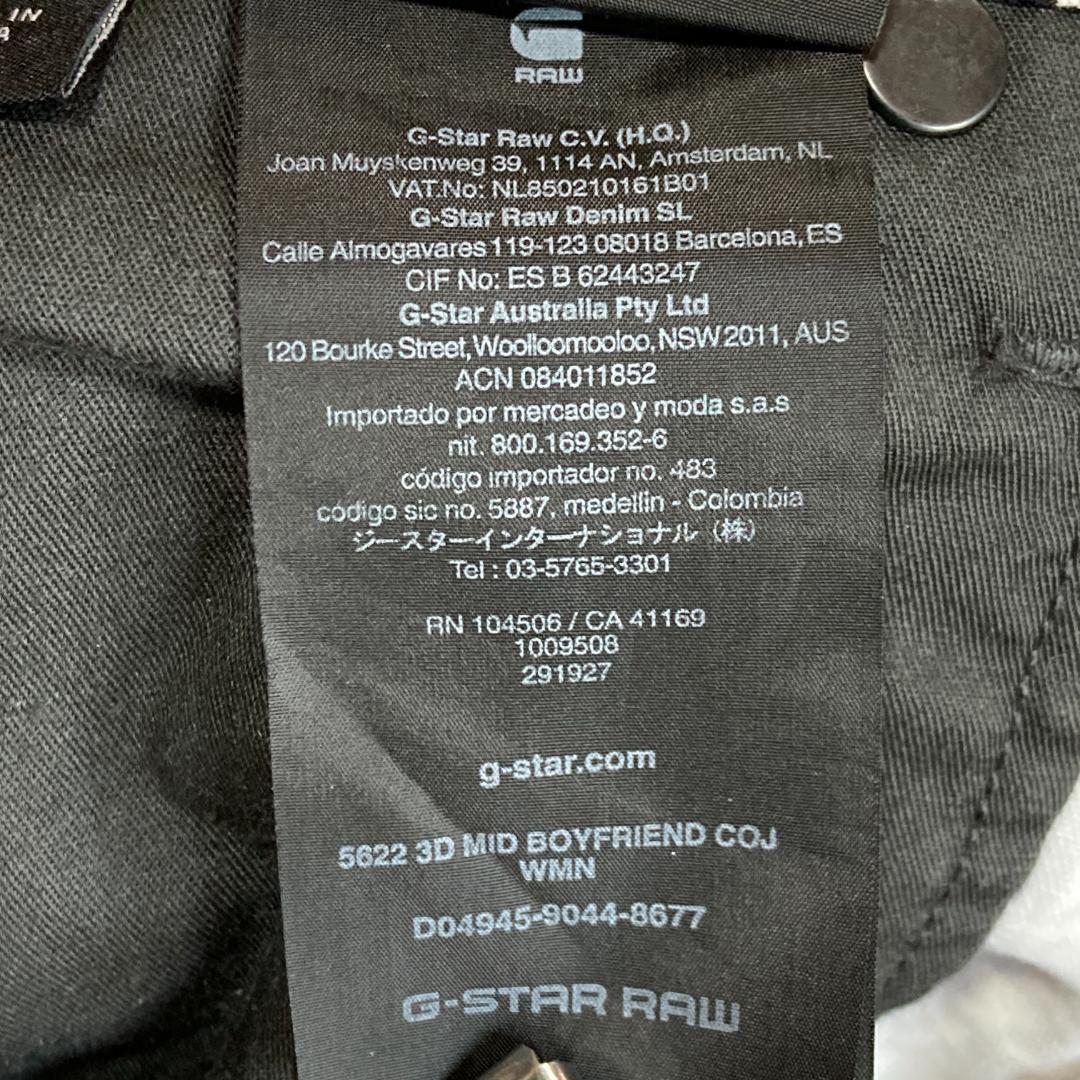 IN
RAW
G-Star Raw C.V. (H.Q.)
Joan Muyskenweg 39, 1114 AN, Amsterdam, NL
VAT.No: NL850210161B01
G-Star Raw Denim SL
Calle Almogavares 119-123 08018 Barcelona, ES
CIF No: ES B 62443247
G-Star Australia Pty Ltd
120 Bourke Street, Woolloomooloo, NSW 2011, AUS
ACN 084011852
Importado por mercadeo y moda s.a.s
nit. 800.169.352-6
código importador no. 483
código sic no. 5887, medellin - Colombia
ジースターインターナショナル (株)
Tel : 03-5765-3301
RN 104506 / CA 41169
1009508
291927
g-star.com
5622 3D MID BOYFRIEND COJ
WMN
D04945-9044-8677
G-STAR RAW